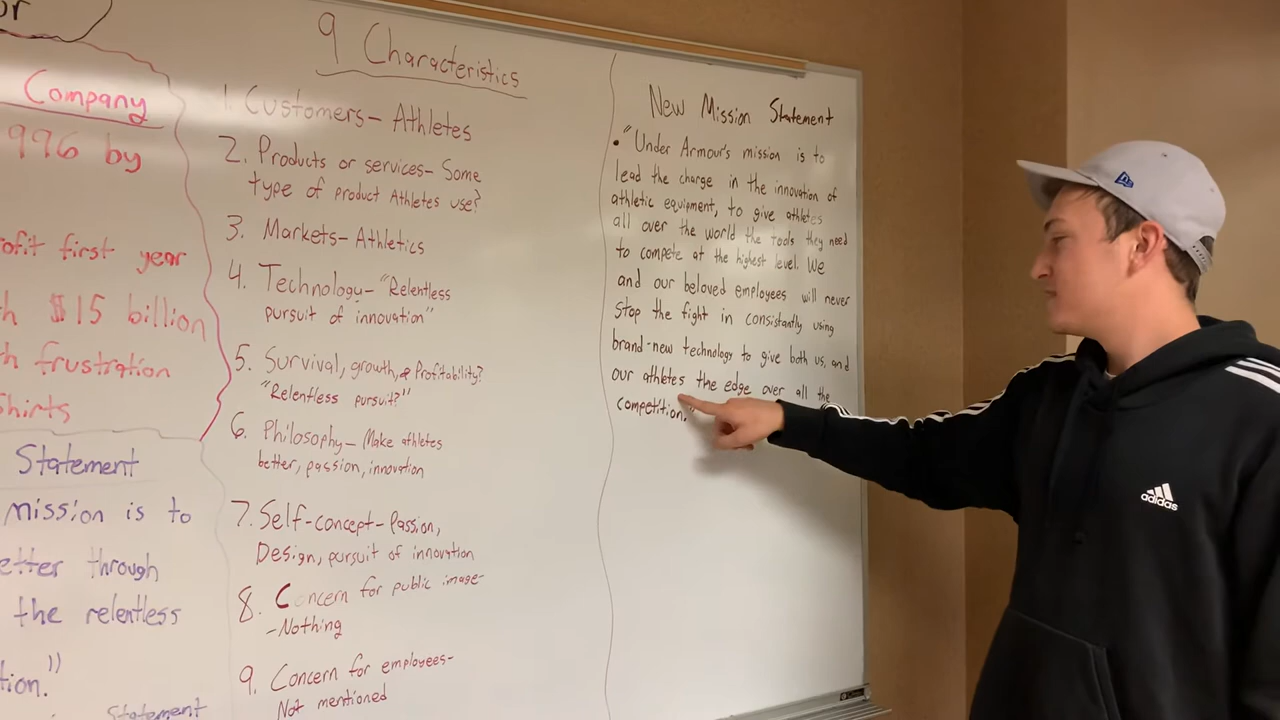 or
Company
996 by
ofit first year
h $15 billion
h frustration
Shirts
Statement
mission is to
etter through
the relentless
tion."
Statement
9 Characteristics
1. Customers- Athletes
2. Products or services- Some
type of product Athletes use?
3. Markets- Athletics
4. Technology- "Relentless
pursuit of innovation"
5. Survival, growth, & Profitability?
"Relentless pursuit?"
6. Philosophy- Make athletes
better, passion, innovation
7. Self-concept- Passion,
Design, pursuit of innovation
8. Concern for public image-
-Nothing
9. Concern for employees-
Not mentioned
New Mission Statement
• "Under Armour's mission is to
lead the charge in the innovation of
athletic equipment, to give athletes
all over the world the tools they need
to compete at the highest level. We
and our beloved employees will never
stop the fight in consistantly using
brand-new technology to give both us, and
our athletes the edge over all the
competition."
adidas